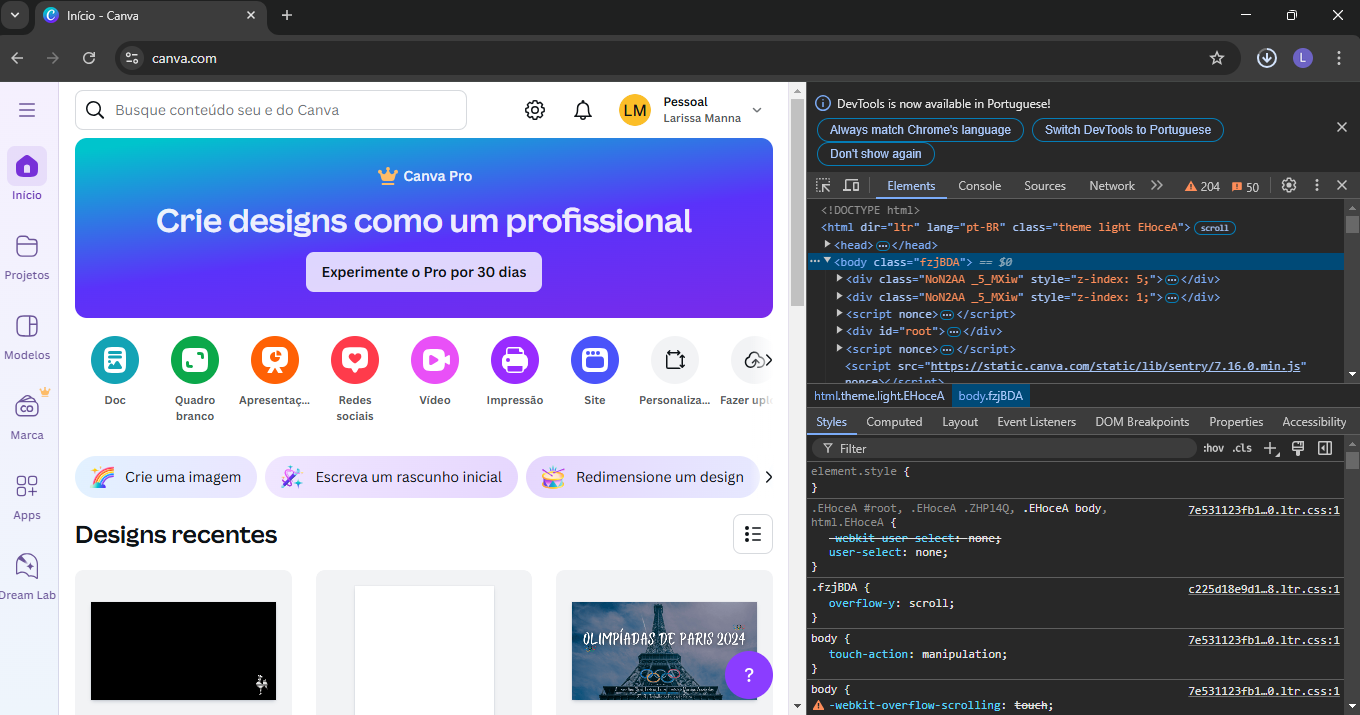 Início - Canva
canva.com
L
Busque conteúdo seu e do Canva
LM
Pessoal
Larissa Manna
Início
Projetos
Modelos
CO
Marca
Apps
Dream Lab
Canva Pro
Crie designs como um profissional
Experimente o Pro por 30 dias
Doc
Quadro
branco
Apresentaç...
Redes
sociais
Vídeo
Impressão
Site
Personaliza...
Fazer uplo
Crie uma imagem
Escreva um rascunho inicial
Redimensione um design
Designs recentes
OLIMPÍADAS DE PARIS 2024
?
DevTools is now available in Portuguese!
Always match Chrome's language
Switch DevTools to Portuguese
Don't show again
Elements Console Sources Network 204 50
<!DOCTYPE html>
<html dir="ltr" lang="pt-BR" class="theme light EHoceA"> scroll
<head> … </head>
… <body class="fzjBDA"> == $0
<div class="NoN2AA _5_MXiw" style="z-index: 5;"> … </div>
<div class="NoN2AA _5_MXiw" style="z-index: 1;"> … </div>
<script nonce> … </script>
<div id="root"> … </div>
<script nonce> … </script>
<script src="https://static.canva.com/static/lib/sentry/7.16.0.min.js"
nonce></script>
html.theme.light.EHoceA body.fzjBDA
Styles Computed Layout Event Listeners DOM Breakpoints Properties Accessibility
Filter :hov .cls
element.style {
}
.EHoceA #root, .EHoceA .ZHPl4Q, .EHoceA body, 7e531123fb1…0.ltr.css:1
html.EHoceA {
-webkit-user-select: none;
user-select: none;
}
.fzjBDA { c225d18e9d1…8.ltr.css:1
overflow-y: scroll;
}
body { 7e531123fb1…0.ltr.css:1
touch-action: manipulation;
}
body { 7e531123fb1…0.ltr.css:1
-webkit-overflow-scrolling: touch;